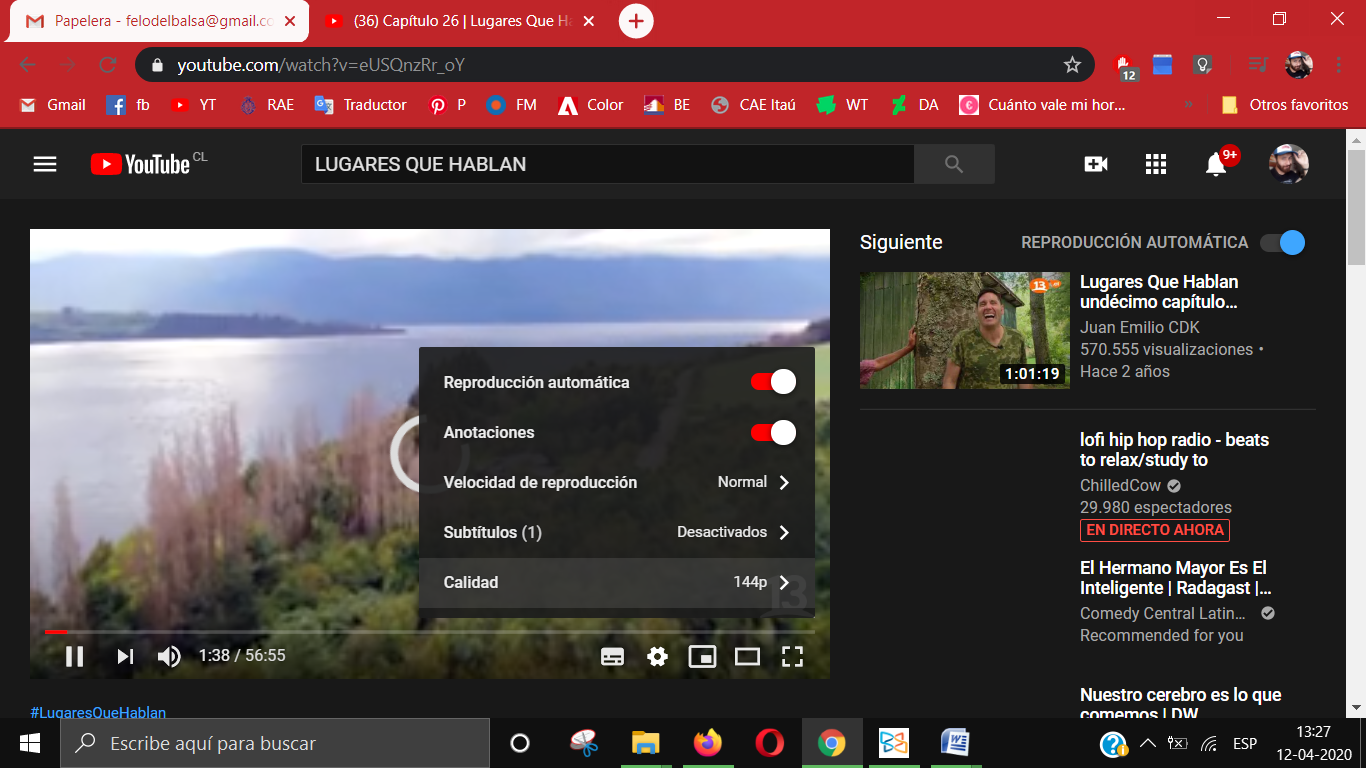 Papelera - felodelbalsa@gmail.co
(36) Capítulo 26 | Lugares Que Ha
youtube.com/watch?v=eUSQnzRr_oY
12
Gmail fb YT RAE Traductor P FM Color BE CAE Itaú WT DA Cuánto vale mi hor... » Otros favoritos
YouTube CL
LUGARES QUE HABLAN
9+
Reproducción automática
Anotaciones
Velocidad de reproducción Normal
Subtítulos (1) Desactivados
Calidad 144p
13
1:38 / 56:55
#LugaresQueHablan
Siguiente REPRODUCCIÓN AUTOMÁTICA
13
1:01:19
Lugares Que Hablan
undécimo capítulo...
Juan Emilio CDK
570.555 visualizaciones •
Hace 2 años
lofi hip hop radio - beats
to relax/study to
ChilledCow
29.980 espectadores
EN DIRECTO AHORA
El Hermano Mayor Es El
Inteligente | Radagast |...
Comedy Central Latin...
Recommended for you
Nuestro cerebro es lo que
comemos | DW
Escribe aquí para buscar
ESP
13:27
12-04-2020